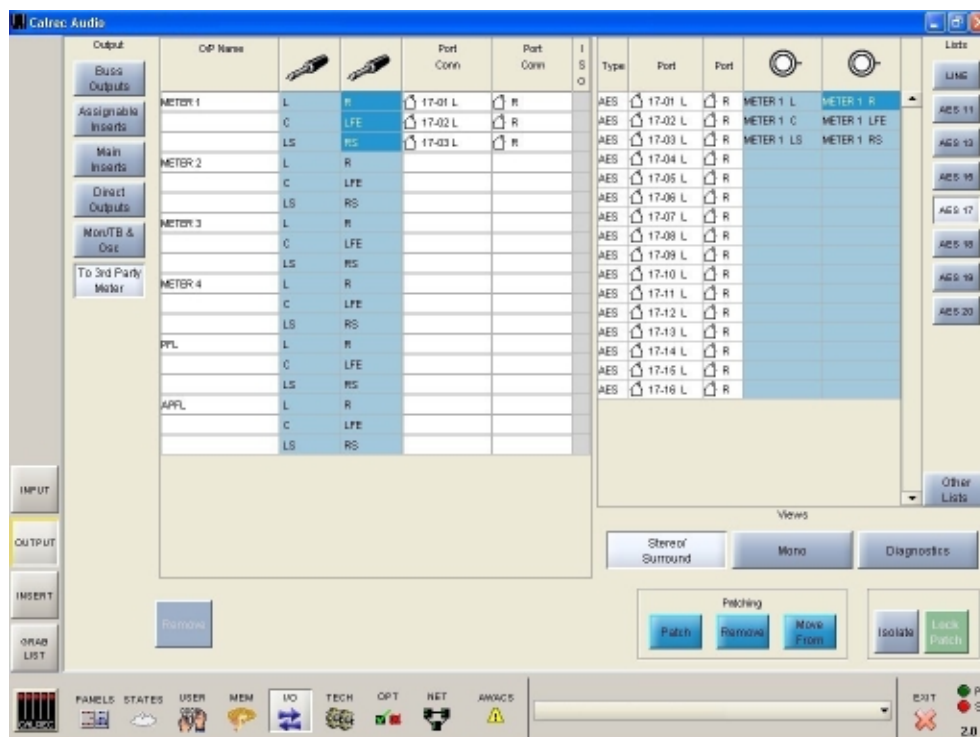 Calrec Audio
Output
Buss Outputs
Assignable Inserts
Main Inserts
Direct Outputs
Mon/TB & Osc
To 3rd Party Meter
O/P Name Port Conn Port Conn ISO
METER 1 L R 17-01 L R
C LFE 17-02 L R
LS RS 17-03 L R
METER 2 L R
C LFE
LS RS
METER 3 L R
C LFE
LS RS
METER 4 L R
C LFE
LS RS
PFL L R
C LFE
LS RS
APFL L R
C LFE
LS RS
Type Port Port
AES 17-01 L R METER 1 L METER 1 R
AES 17-02 L R METER 1 C METER 1 LFE
AES 17-03 L R METER 1 LS METER 1 RS
AES 17-04 L R
AES 17-05 L R
AES 17-06 L R
AES 17-07 L R
AES 17-08 L R
AES 17-09 L R
AES 17-10 L R
AES 17-11 L R
AES 17-12 L R
AES 17-13 L R
AES 17-14 L R
AES 17-15 L R
AES 17-16 L R
Lists
LINE
AES 11
AES 13
AES 15
AES 17
AES 18
AES 19
AES 20
Other Lists
Views
Stereo/ Surround
Mono
Diagnostics
INPUT
OUTPUT
INSERT
GRAB LIST
Remove
Patching
Patch
Remove
Move From
Isolate
Lock Patch
CALREC
PANELS STATES USER MEM I/O TECH OPT NET AWACS EXIT
P
S
2.0